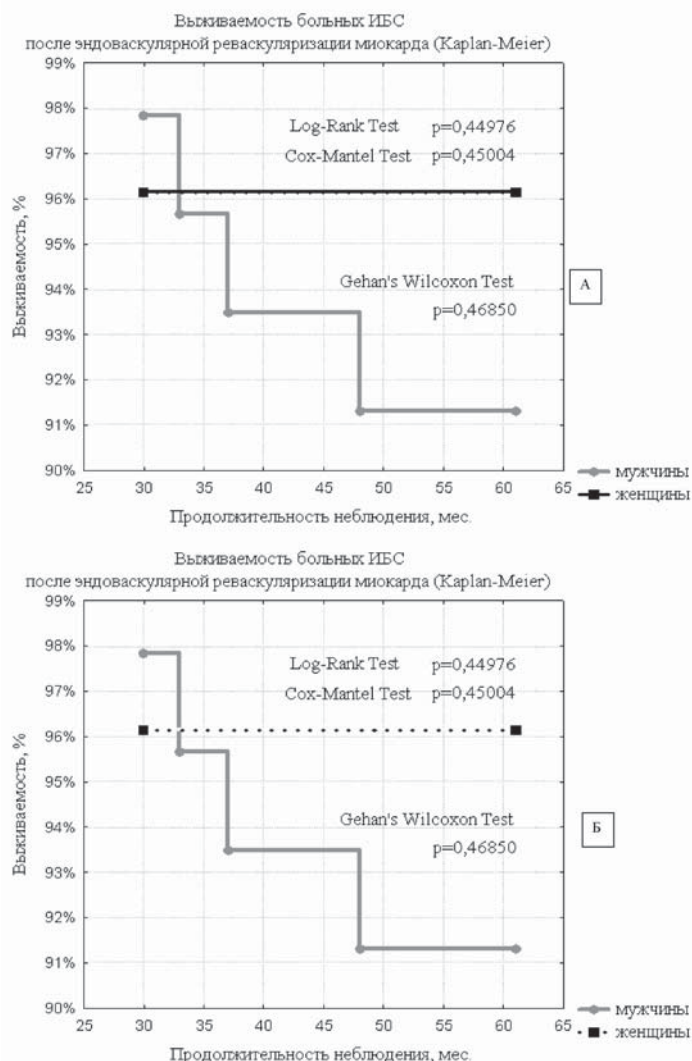 Выживаемость больных ИБС
после эндоваскулярной реваскуляризации миокарда (Kaplan-Meier)
99%
98%
97%
96%
95%
94%
93%
92%
91%
90%
Выживаемость, %
Log-Rank Test p=0,44976
Cox-Mantel Test p=0,45004
Gehan's Wilcoxon Test
p=0,46850
А
25 30 35 40 45 50 55 60 65
Продолжительность неблюдения, мес.
мужчины
женщины
Выживаемость больных ИБС
после эндоваскулярной реваскуляризации миокарда (Kaplan-Meier)
99%
98%
97%
96%
95%
94%
93%
92%
91%
90%
Выживаемость, %
Log-Rank Test p=0,44976
Cox-Mantel Test p=0,45004
Gehan's Wilcoxon Test
p=0,46850
Б
25 30 35 40 45 50 55 60 65
Продолжительность неблюдения, мес.
мужчины
женщины